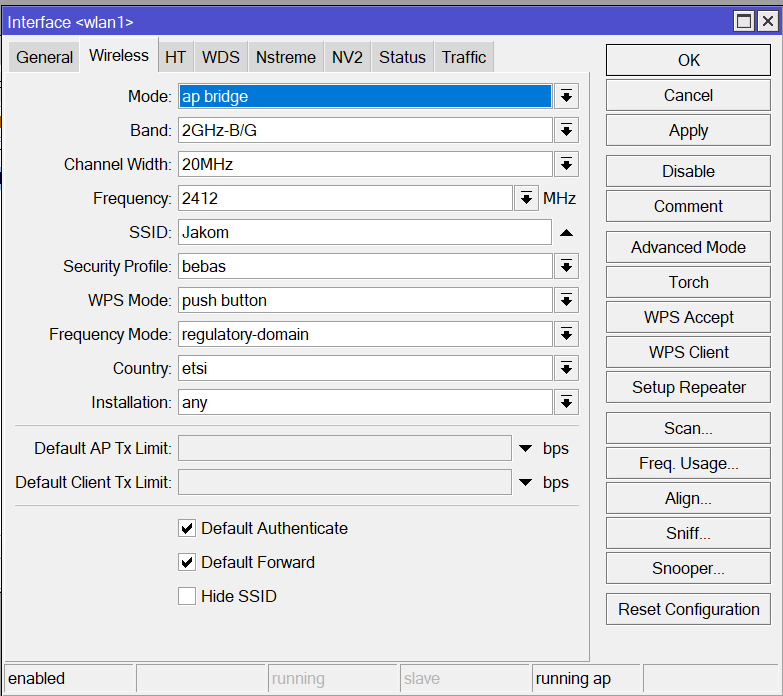 Interface <wlan1>
General Wireless HT WDS Nstreme NV2 Status Traffic
Mode: ap bridge
Band: 2GHz-B/G
Channel Width: 20MHz
Frequency: 2412 MHz
SSID: Jakom
Security Profile: bebas
WPS Mode: push button
Frequency Mode: regulatory-domain
Country: etsi
Installation: any
Default AP Tx Limit: bps
Default Client Tx Limit: bps
Default Authenticate
Default Forward
Hide SSID
OK
Cancel
Apply
Disable
Comment
Advanced Mode
Torch
WPS Accept
WPS Client
Setup Repeater
Scan...
Freq. Usage...
Align...
Sniff...
Snooper...
Reset Configuration
enabled running slave running ap